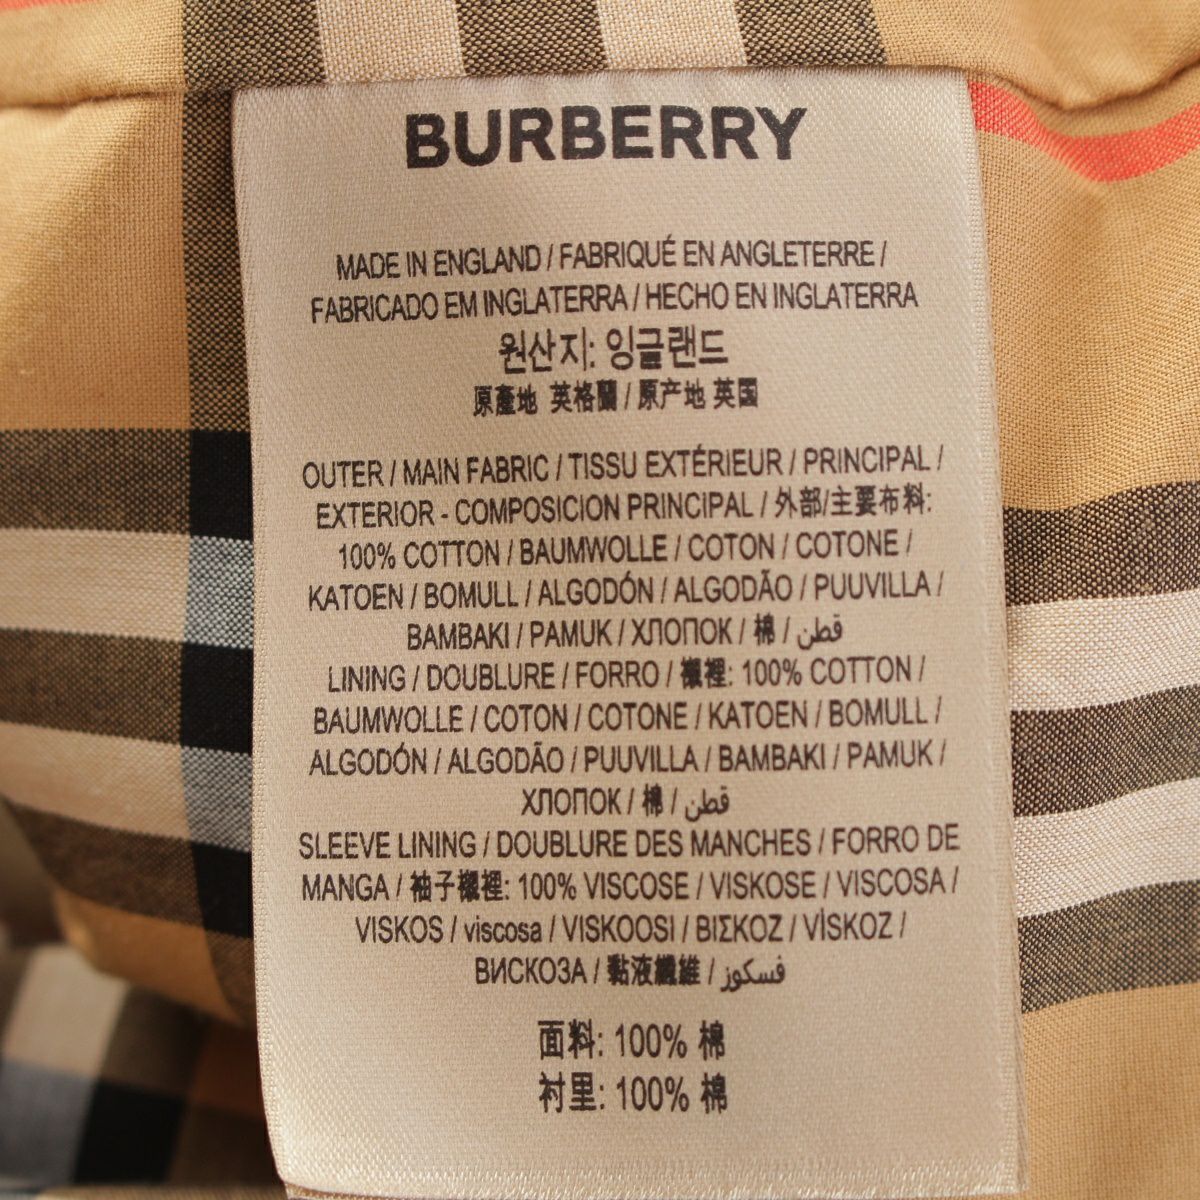 BURBERRY
MADE IN ENGLAND / FABRIQUÉ EN ANGLETERRE /
FABRICADO EM INGLATERRA / HECHO EN INGLATERRA
원산지: 잉글랜드
原產地 英格蘭 / 原产地 英国
OUTER / MAIN FABRIC / TISSU EXTÉRIEUR / PRINCIPAL /
EXTERIOR - COMPOSICION PRINCIPAL / 外部/主要布料:
100% COTTON / BAUMWOLLE / COTON / COTONE /
KATOEN / BOMULL / ALGODÓN / ALGODÃO / PUUVILLA /
BAMBAKI / PAMUK / ХЛОПОК / 棉 / قطن
LINING / DOUBLURE / FORRO / 襯裡: 100% COTTON /
BAUMWOLLE / COTON / COTONE / KATOEN / BOMULL /
ALGODÓN / ALGODÃO / PUUVILLA / BAMBAKI / PAMUK /
ХЛОПОК / 棉 / قطن
SLEEVE LINING / DOUBLURE DES MANCHES / FORRO DE
MANGA / 袖子襯裡: 100% VISCOSE / VISKOSE / VISCOSA /
VISKOS / viscosa / VISKOOSI / ΒΙΣΚΟΖ / VİSKOZ /
ВИСКОЗА / 黏液纖維 / فسكوز
面料: 100% 棉
衬里: 100% 棉